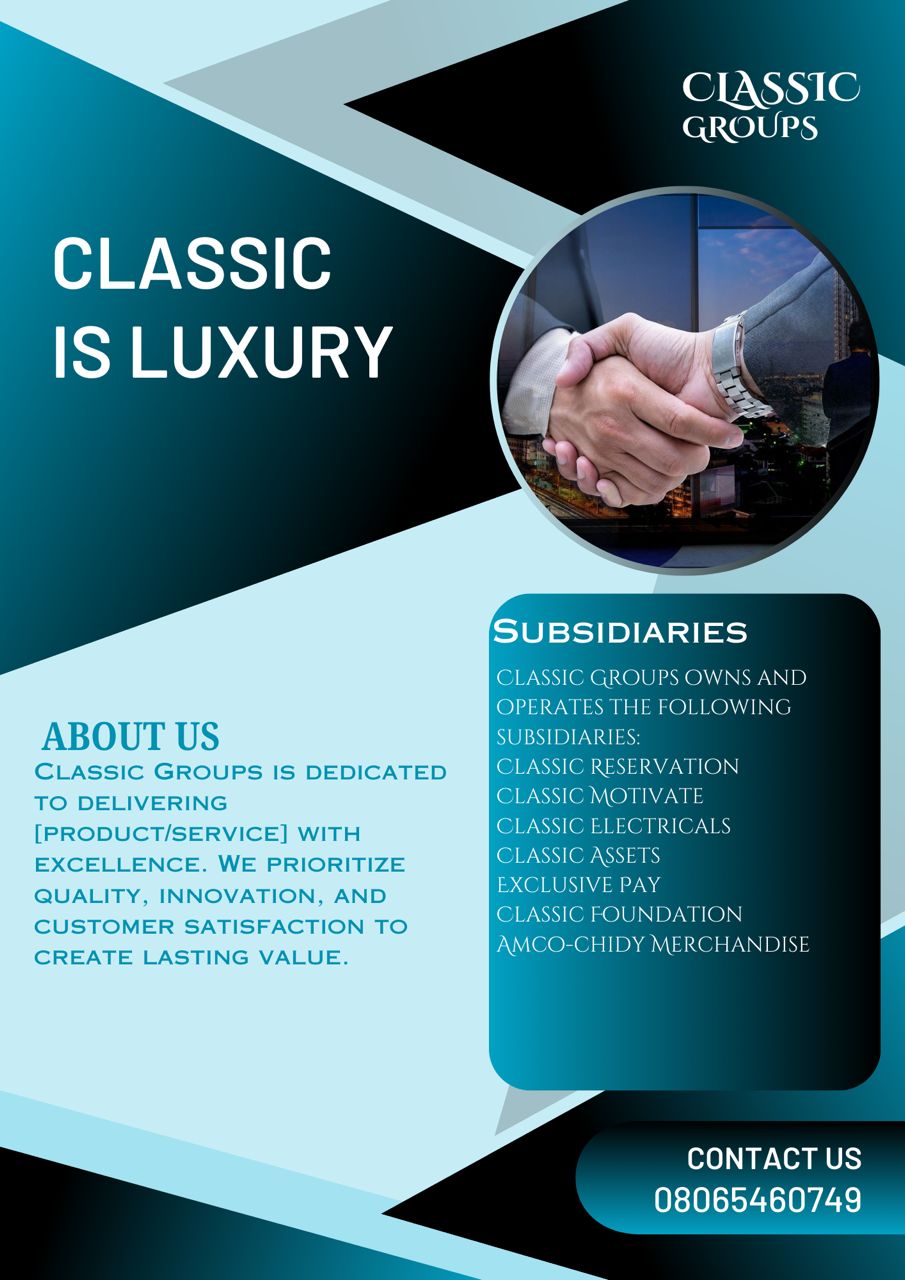 CLASSIC
GROUPS
CLASSIC
IS LUXURY
SUBSIDIARIES
CLASSIC GROUPS OWNS AND
OPERATES THE FOLLOWING
SUBSIDIARIES:
CLASSIC RESERVATION
CLASSIC MOTIVATE
CLASSIC ELECTRICALS
CLASSIC ASSETS
EXCLUSIVE PAY
CLASSIC FOUNDATION
AMCO-CHIDY MERCHANDISE
ABOUT US
CLASSIC GROUPS IS DEDICATED
TO DELIVERING
[PRODUCT/SERVICE] WITH
EXCELLENCE. WE PRIORITIZE
QUALITY, INNOVATION, AND
CUSTOMER SATISFACTION TO
CREATE LASTING VALUE.
CONTACT US
08065460749